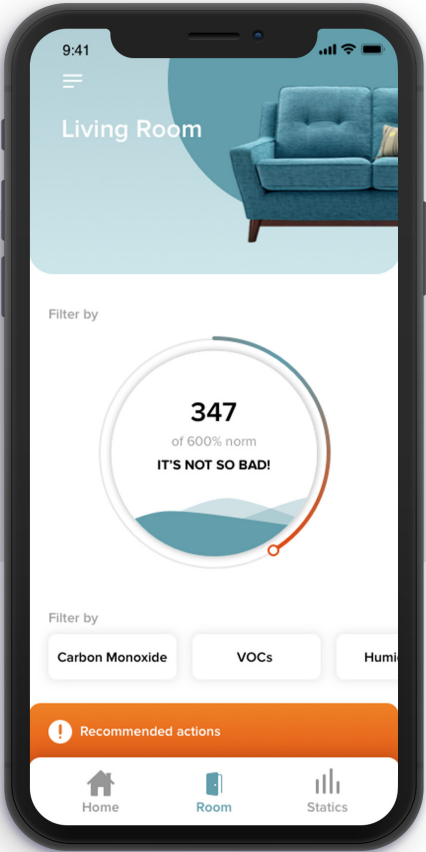 9:41
Living Room
Filter by
347
of 600% norm
IT'S NOT SO BAD!
Filter by
Carbon Monoxide
VOCs
Humi
Recommended actions
Home
Room
Statics